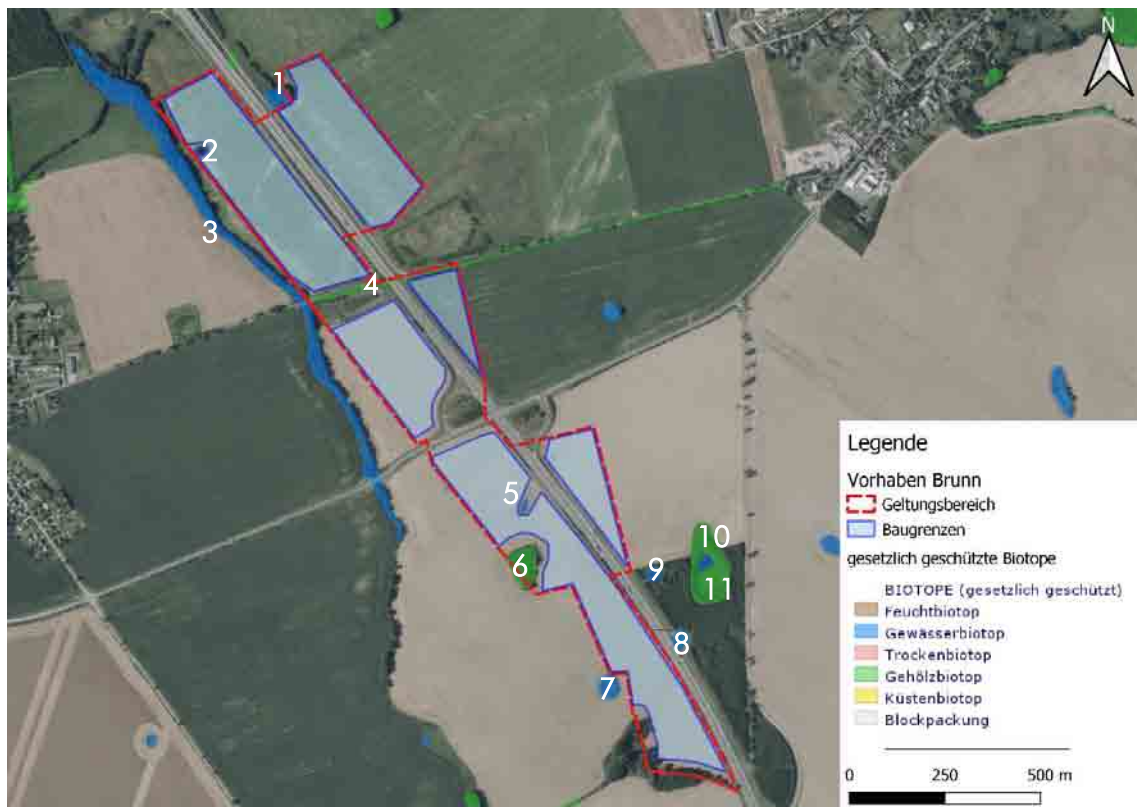 N
1
2
3
4
5
6
7
8
9
10
11
Legende
Vorhaben Brunn
Geltungsbereich
Baugrenzen
gesetzlich geschützte Biotope
BIOTOPE (gesetzlich geschützt)
Feuchtbiotop
Gewässerbiotop
Trockenbiotop
Gehölzbiotop
Küstenbiotop
Blockpackung
0 250 500 m